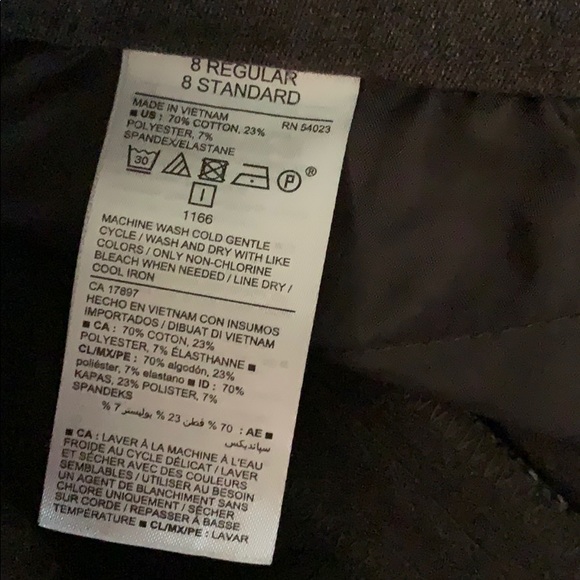 8 REGULAR
8 STANDARD
MADE IN VIETNAM RN 54023
■ US : 70% COTTON, 23%
POLYESTER, 7%
SPANDEX/ELASTANE
30 P ®
I
1166
MACHINE WASH COLD GENTLE
CYCLE / WASH AND DRY WITH LIKE
COLORS / ONLY NON-CHLORINE
BLEACH WHEN NEEDED / LINE DRY /
COOL IRON
CA 17897
HECHO EN VIETNAM CON INSUMOS
IMPORTADOS / DIBUAT DI VIETNAM
■ CA : 70% COTON, 23%
POLYESTER, 7% ÉLASTHANNE ■
CL/MX/PE : 70% algodón, 23%
poliéster, 7% elastano ■ ID : 70%
KAPAS, 23% POLISTER, 7%
SPANDEKS
■ AE : 70 % قطن 23 % بوليستر 7 %
سباندیکس
■ CA : LAVER À LA MACHINE À L'EAU
FROIDE AU CYCLE DÉLICAT / LAVER
ET SÉCHER AVEC DES COULEURS
SEMBLABLES / UTILISER AU BESOIN
UN AGENT DE BLANCHIMENT SANS
CHLORE UNIQUEMENT / SÉCHER
SUR CORDE / REPASSER À BASSE
TEMPÉRATURE ■ CL/MX/PE : LAVAR